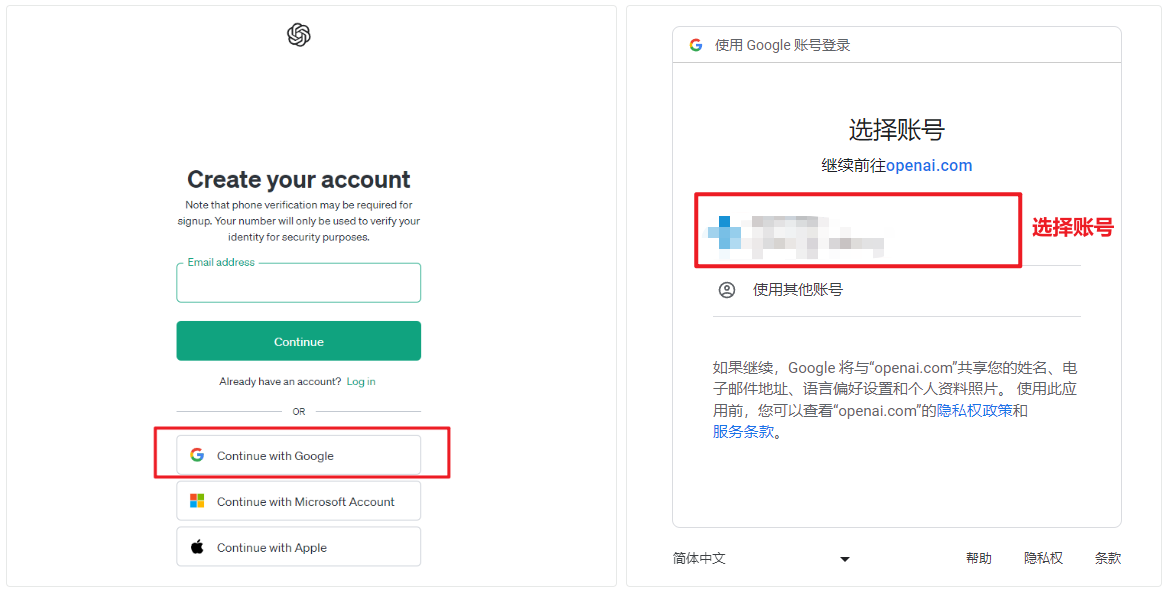 Create your account
Note that phone verification may be required for
signup. Your number will only be used to verify your
identity for security purposes.
Email address
Continue
Already have an account? Log in
OR
Continue with Google
Continue with Microsoft Account
Continue with Apple
使用 Google 账号登录
选择账号
继续前往openai.com
选择账号
使用其他账号
如果继续，Google 将与“openai.com”共享您的姓名、电
子邮件地址、语言偏好设置和个人资料照片。 使用此应
用前，您可以查看“openai.com”的隐私权政策和
服务条款。
简体中文
帮助
隐私权
条款